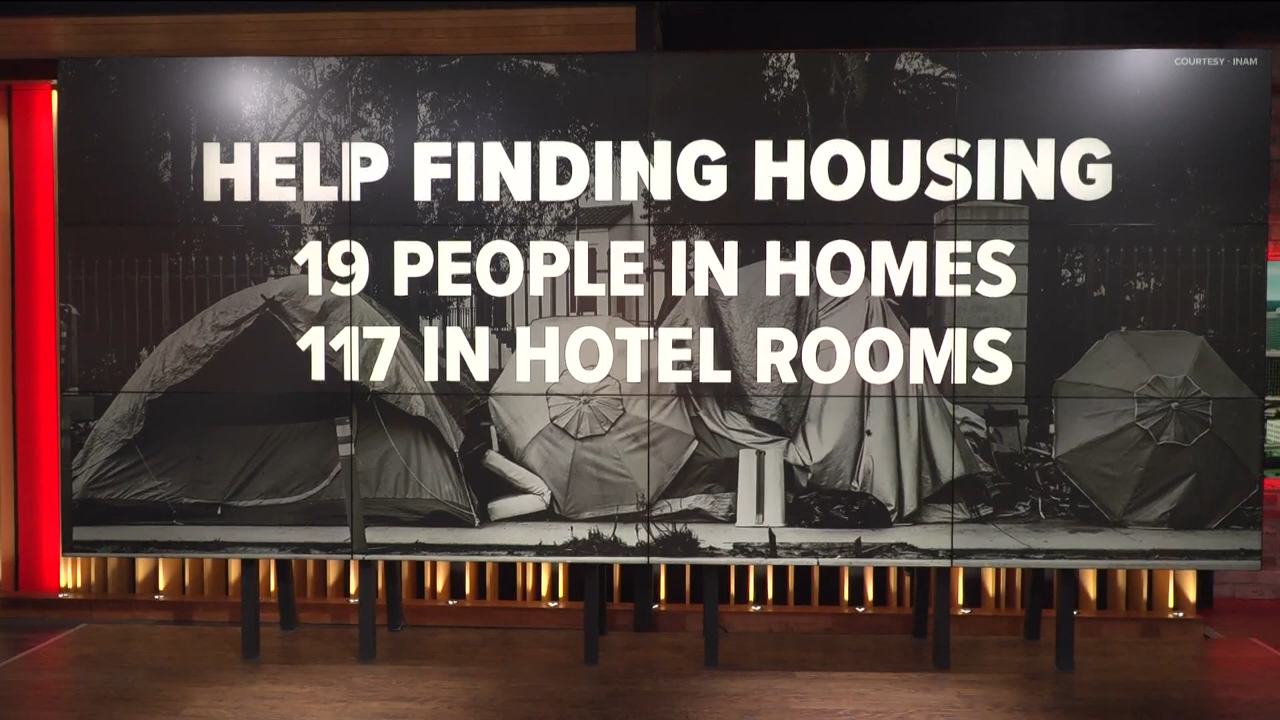 COURTESY - INAM
HELP FINDING HOUSING
19 PEOPLE IN HOMES
117 IN HOTEL ROOMS